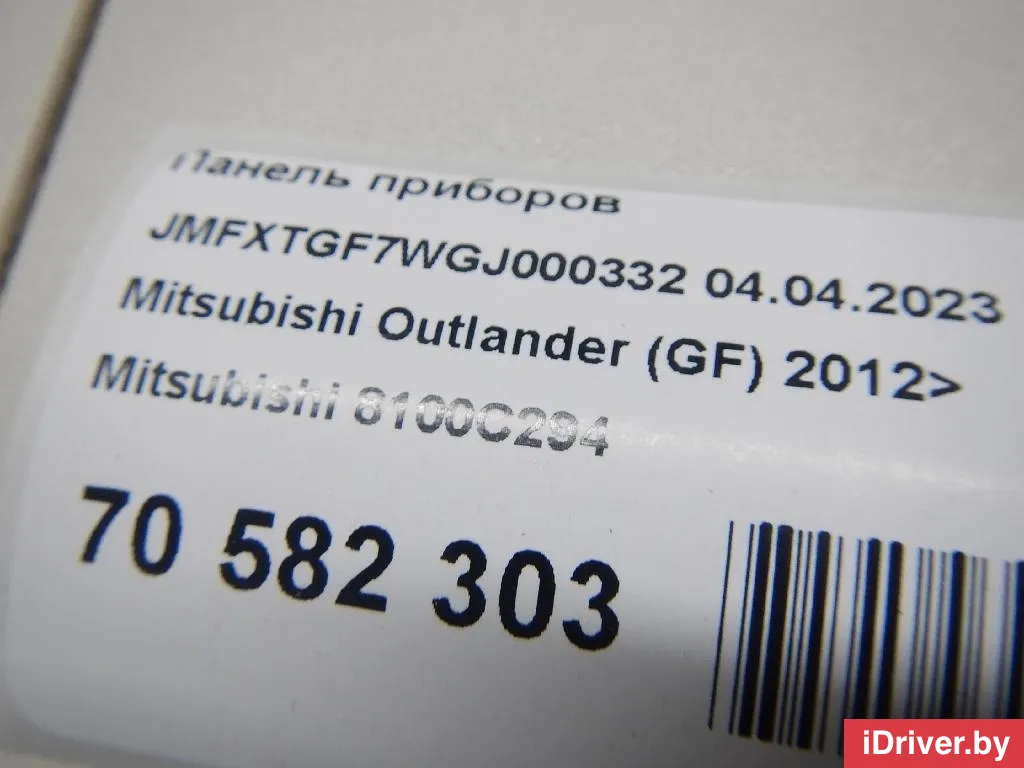 Панель приборов
JMFXTGF7WGJ000332 04.04.2023
Mitsubishi Outlander (GF) 2012>
Mitsubishi 8100C294
70 582 303
iDriver.by